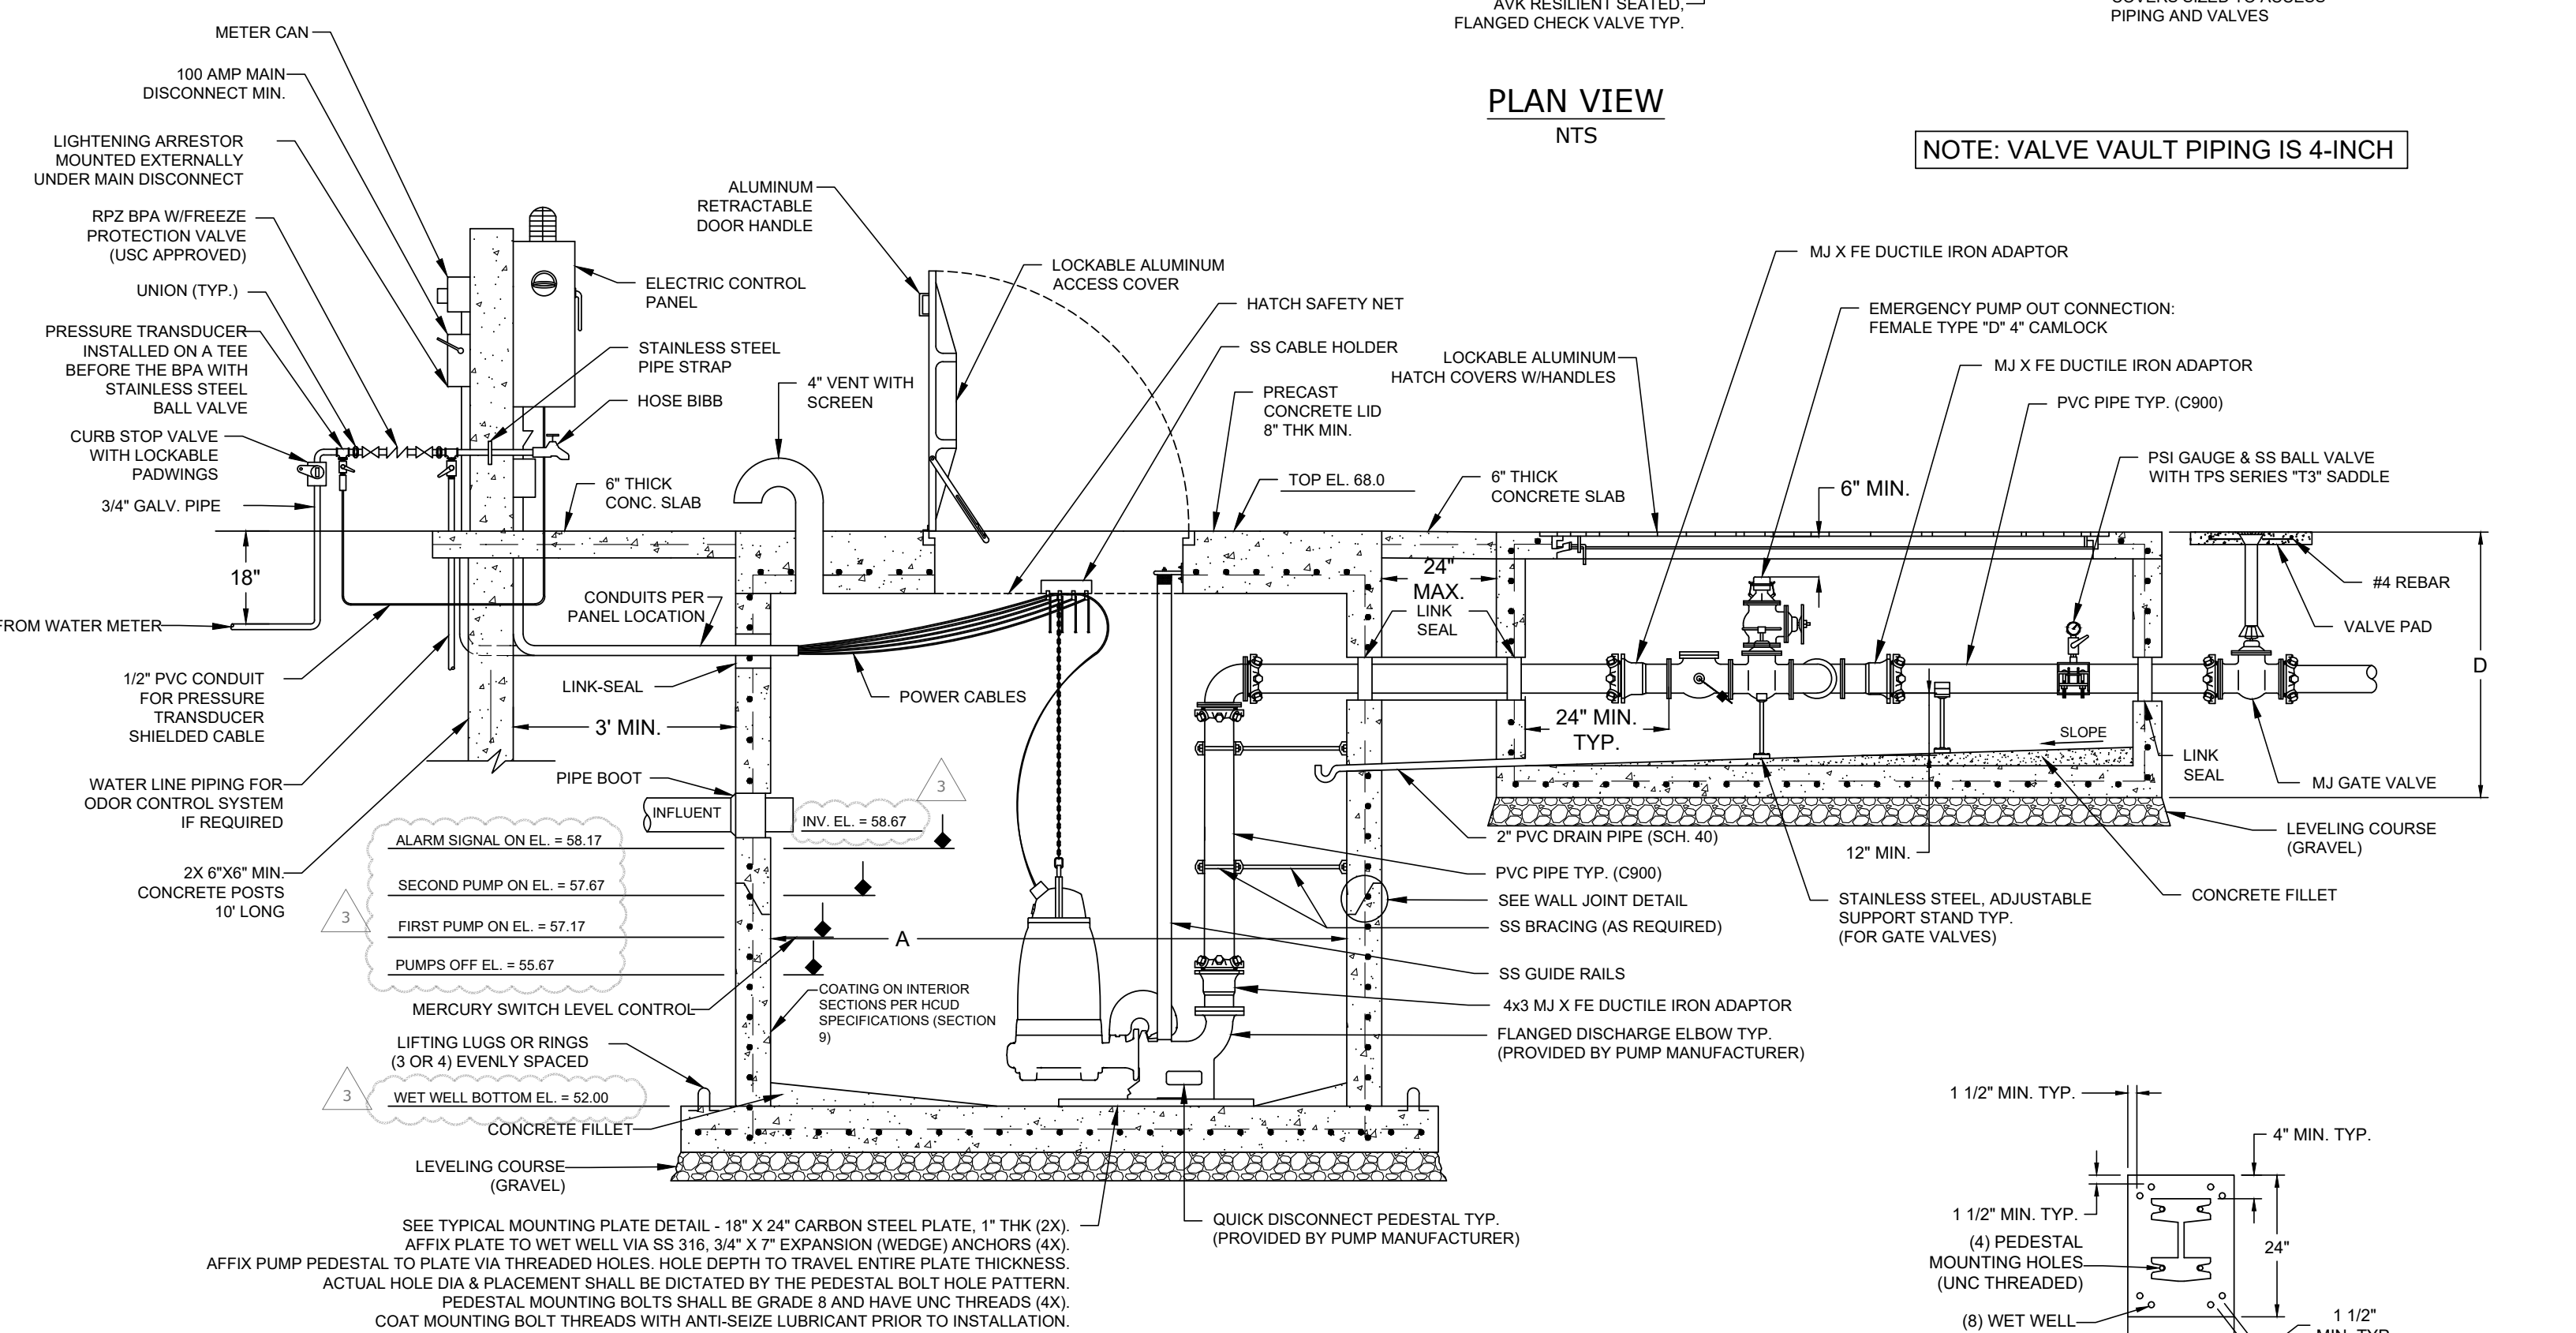 AVK RESILIENT SEATED,
FLANGED CHECK VALVE TYP.
PIPING AND VALVES
PLAN VIEW
NTS
NOTE: VALVE VAULT PIPING IS 4-INCH
METER CAN
100 AMP MAIN
DISCONNECT MIN.
LIGHTENING ARRESTOR
MOUNTED EXTERNALLY
UNDER MAIN DISCONNECT
RPZ BPA W/FREEZE
PROTECTION VALVE
(USC APPROVED)
UNION (TYP.)
PRESSURE TRANSDUCER
INSTALLED ON A TEE
BEFORE THE BPA WITH
STAINLESS STEEL
BALL VALVE
CURB STOP VALVE
WITH LOCKABLE
PADWINGS
3/4" GALV. PIPE
18"
FROM WATER METER
1/2" PVC CONDUIT
FOR PRESSURE
TRANSDUCER
SHIELDED CABLE
WATER LINE PIPING FOR
ODOR CONTROL SYSTEM
IF REQUIRED
2X 6"X6" MIN.
CONCRETE POSTS
10' LONG
ELECTRIC CONTROL
PANEL
STAINLESS STEEL
PIPE STRAP
HOSE BIBB
6" THICK
CONC. SLAB
ALUMINUM
RETRACTABLE
DOOR HANDLE
4" VENT WITH
SCREEN
LOCKABLE ALUMINUM
ACCESS COVER
HATCH SAFETY NET
SS CABLE HOLDER
PRECAST
CONCRETE LID
8" THK MIN.
TOP EL. 68.0
LOCKABLE ALUMINUM
HATCH COVERS W/HANDLES
6" THICK
CONCRETE SLAB
MJ X FE DUCTILE IRON ADAPTOR
EMERGENCY PUMP OUT CONNECTION:
FEMALE TYPE "D" 4" CAMLOCK
MJ X FE DUCTILE IRON ADAPTOR
PVC PIPE TYP. (C900)
PSI GAUGE & SS BALL VALVE
WITH TPS SERIES "T3" SADDLE
6" MIN.
#4 REBAR
VALVE PAD
D
24"
MAX.
LINK
SEAL
CONDUITS PER
PANEL LOCATION
LINK-SEAL
POWER CABLES
3' MIN.
24" MIN.
TYP.
SLOPE
LINK
SEAL
MJ GATE VALVE
PIPE BOOT
INFLUENT
INV. EL. = 58.67
3
ALARM SIGNAL ON EL. = 58.17
SECOND PUMP ON EL. = 57.67
FIRST PUMP ON EL. = 57.17
PUMPS OFF EL. = 55.67
3
A
2" PVC DRAIN PIPE (SCH. 40)
PVC PIPE TYP. (C900)
SEE WALL JOINT DETAIL
SS BRACING (AS REQUIRED)
SS GUIDE RAILS
4x3 MJ X FE DUCTILE IRON ADAPTOR
FLANGED DISCHARGE ELBOW TYP.
(PROVIDED BY PUMP MANUFACTURER)
12" MIN.
STAINLESS STEEL, ADJUSTABLE
SUPPORT STAND TYP.
(FOR GATE VALVES)
LEVELING COURSE
(GRAVEL)
CONCRETE FILLET
MERCURY SWITCH LEVEL CONTROL
COATING ON INTERIOR
SECTIONS PER HCUD
SPECIFICATIONS (SECTION
9)
LIFTING LUGS OR RINGS
(3 OR 4) EVENLY SPACED
3
WET WELL BOTTOM EL. = 52.00
CONCRETE FILLET
LEVELING COURSE
(GRAVEL)
SEE TYPICAL MOUNTING PLATE DETAIL - 18" X 24" CARBON STEEL PLATE, 1" THK (2X).
AFFIX PLATE TO WET WELL VIA SS 316, 3/4" X 7" EXPANSION (WEDGE) ANCHORS (4X).
AFFIX PUMP PEDESTAL TO PLATE VIA THREADED HOLES. HOLE DEPTH TO TRAVEL ENTIRE PLATE THICKNESS.
ACTUAL HOLE DIA & PLACEMENT SHALL BE DICTATED BY THE PEDESTAL BOLT HOLE PATTERN.
PEDESTAL MOUNTING BOLTS SHALL BE GRADE 8 AND HAVE UNC THREADS (4X).
COAT MOUNTING BOLT THREADS WITH ANTI-SEIZE LUBRICANT PRIOR TO INSTALLATION.
QUICK DISCONNECT PEDESTAL TYP.
(PROVIDED BY PUMP MANUFACTURER)
1 1/2" MIN. TYP.
4" MIN. TYP.
1 1/2" MIN. TYP.
(4) PEDESTAL
MOUNTING HOLES
(UNC THREADED)
24"
(8) WET WELL
1 1/2"
MIN. TYP.